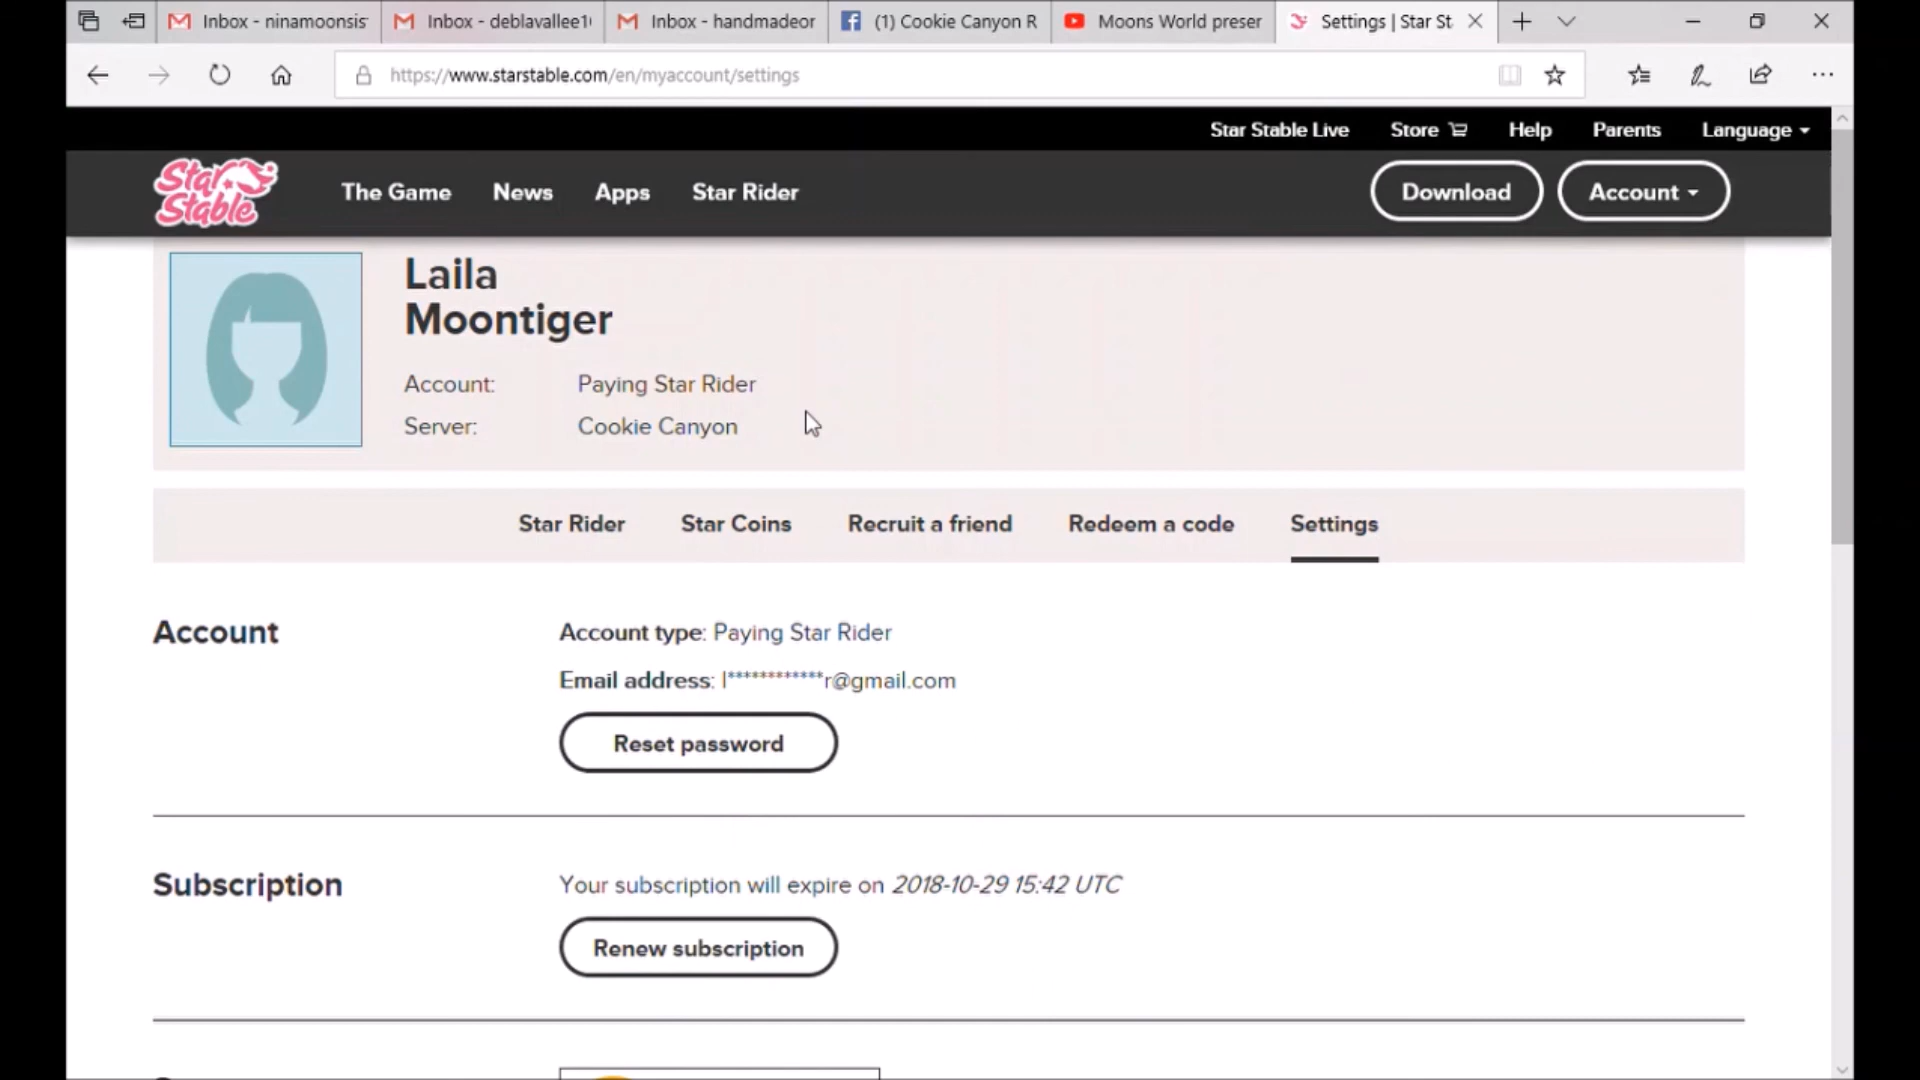 Inbox - ninamoonsis
Inbox - deblavallee1
Inbox - handmadeor
(1) Cookie Canyon R
Moons World preser
Settings | Star St
https://www.starstable.com/en/myaccount/settings
Star Stable Live
Store
Help
Parents
Language
Star Stable
The Game
News
Apps
Star Rider
Download
Account
Laila
Moontiger
Account: Paying Star Rider
Server: Cookie Canyon
Star Rider
Star Coins
Recruit a friend
Redeem a code
Settings
Account
Account type: Paying Star Rider
Email address: l************r@gmail.com
Reset password
Subscription
Your subscription will expire on 2018-10-29 15:42 UTC
Renew subscription